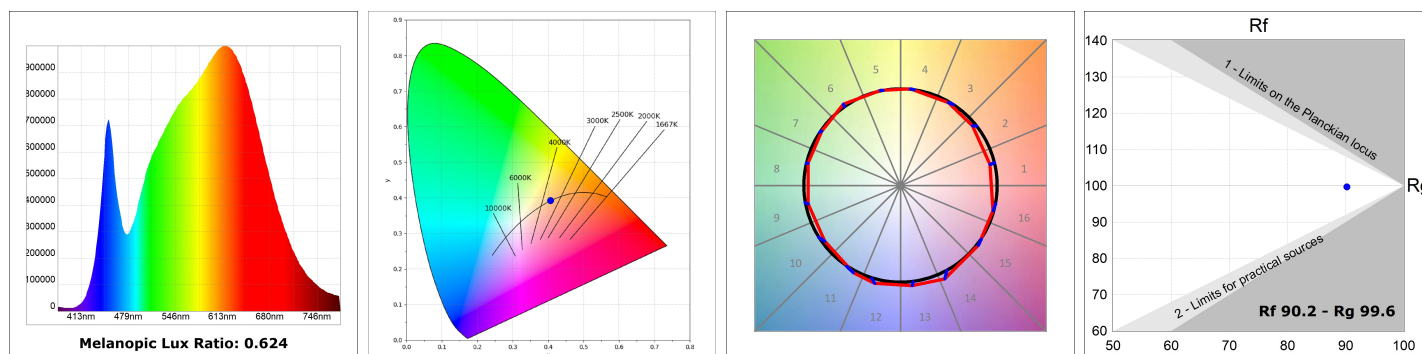 900000
800000
700000
600000
500000
400000
300000
200000
100000
0
413nm 479nm 546nm 613nm 680nm 746nm
Melanopic Lux Ratio: 0.624
0.9
0.8
0.7
0.6
0.5
0.4
0.3
0.2
0.1
0.0
y
10000K
6000K
4000K
3000K
2500K
2000K
1667K
0.0 0.1 0.2 0.3 0.4 0.5 0.6 0.7 0.8
1
2
3
4
5
6
7
8
9
10
11
12
13
14
15
16
Rf
140
130
120
110
100
90
80
70
60
Rg
1 - Limits on the Planckian locus
2 - Limits for practical sources
Rf 90.2 - Rg 99.6
50 60 70 80 90 100